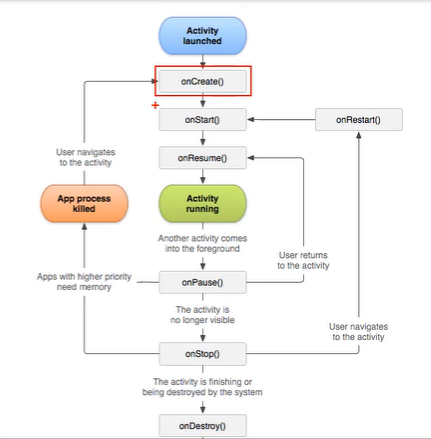 Activity
launched
onCreate()
onStart()
onRestart()
User navigates
to the activity
onResume()
App process
killed
Activity
running
Another activity comes
into the foreground
User returns
to the activity
Apps with higher priority
need memory
onPause()
The activity is
no longer visible
User navigates
to the activity
onStop()
The activity is finishing or
being destroyed by the system
onDestroy()